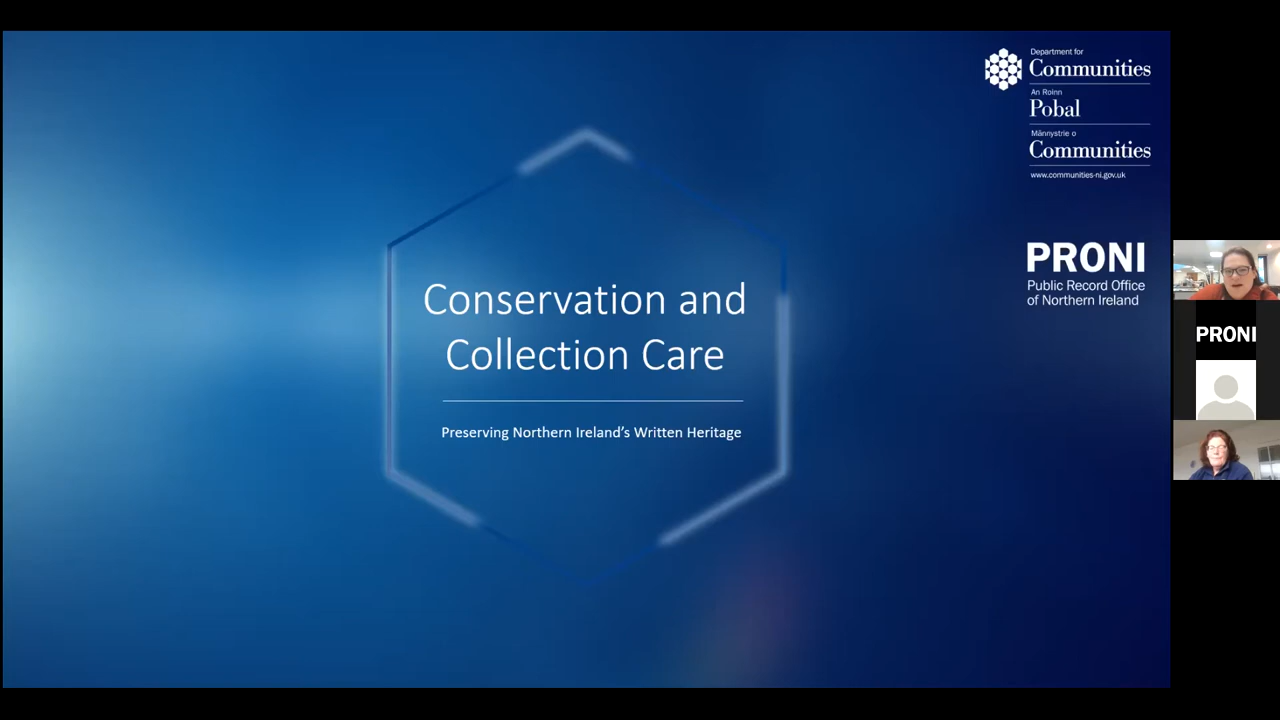 Department for
Communities
An Roinn
Pobal
Männystrie o
Communities
www.communities-ni.gov.uk
PRONI
Public Record Office
of Northern Ireland
Conservation and
Collection Care
Preserving Northern Ireland's Written Heritage
PRONI